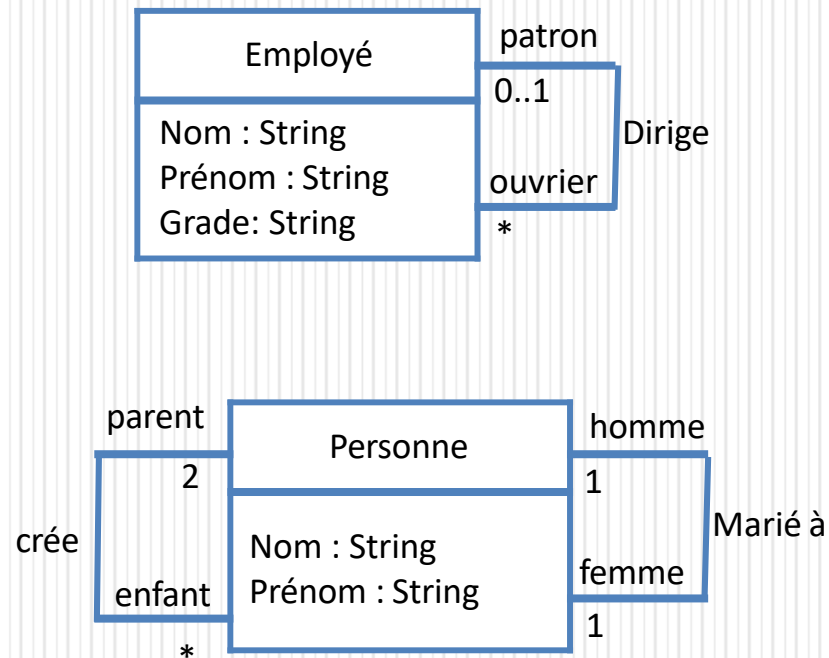 Employé
patron
0..1
Dirige
Nom : String
Prénom : String
Grade: String
ouvrier
*
parent
2
Personne
homme
1
crée
Marié à
Nom : String
Prénom : String
enfant
*
femme
1